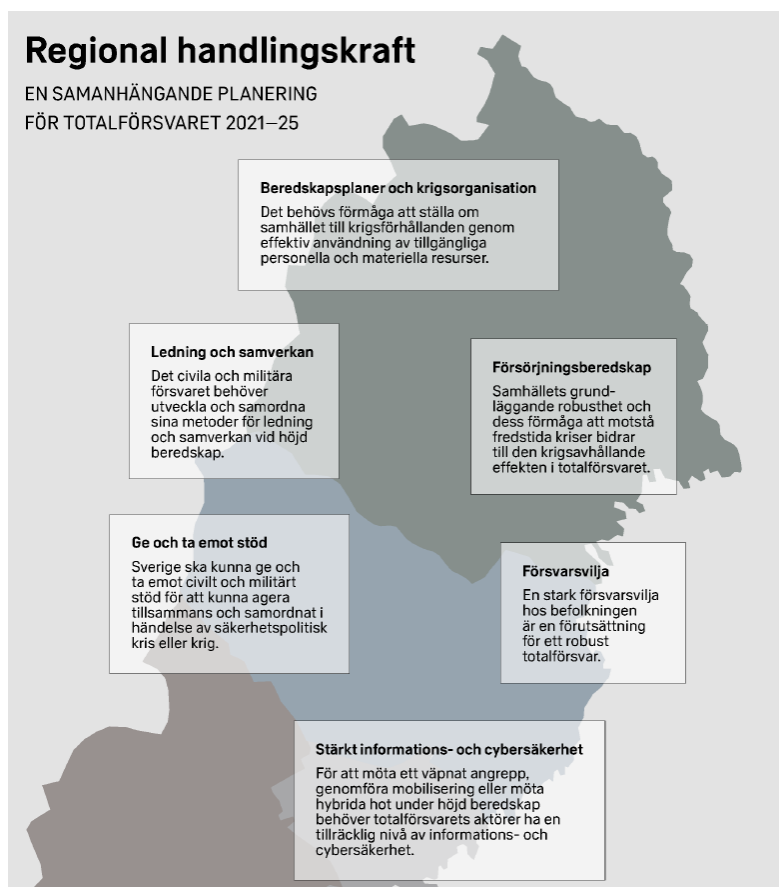 Regional handlingskraft
EN SAMANHÄNGANDE PLANERING
FÖR TOTALFÖRSVARET 2021–25
Beredskapsplaner och krigsorganisation
Det behövs förmåga att ställa om
samhället till krigsförhållanden genom
effektiv användning av tillgängliga
personella och materiella resurser.
Ledning och samverkan
Det civila och militära
försvaret behöver
utveckla och samordna
sina metoder för ledning
och samverkan vid höjd
beredskap.
Försörjningsberedskap
Samhällets grund-
läggande robusthet och
dess förmåga att motstå
fredstida kriser bidrar
till den krigsavhållande
effekten i totalförsvaret.
Ge och ta emot stöd
Sverige ska kunna ge och
ta emot civilt och militärt
stöd för att kunna agera
tillsammans och samordnat i
händelse av säkerhetspolitisk
kris eller krig.
Försvarsvilja
En stark försvarsvilja
hos befolkningen
är en förutsättning
för ett robust
totalförsvar.
Stärkt informations- och cybersäkerhet
För att möta ett väpnat angrepp,
genomföra mobilisering eller möta
hybrida hot under höjd beredskap
behöver totalförsvarets aktörer ha en
tillräcklig nivå av informations- och
cybersäkerhet.